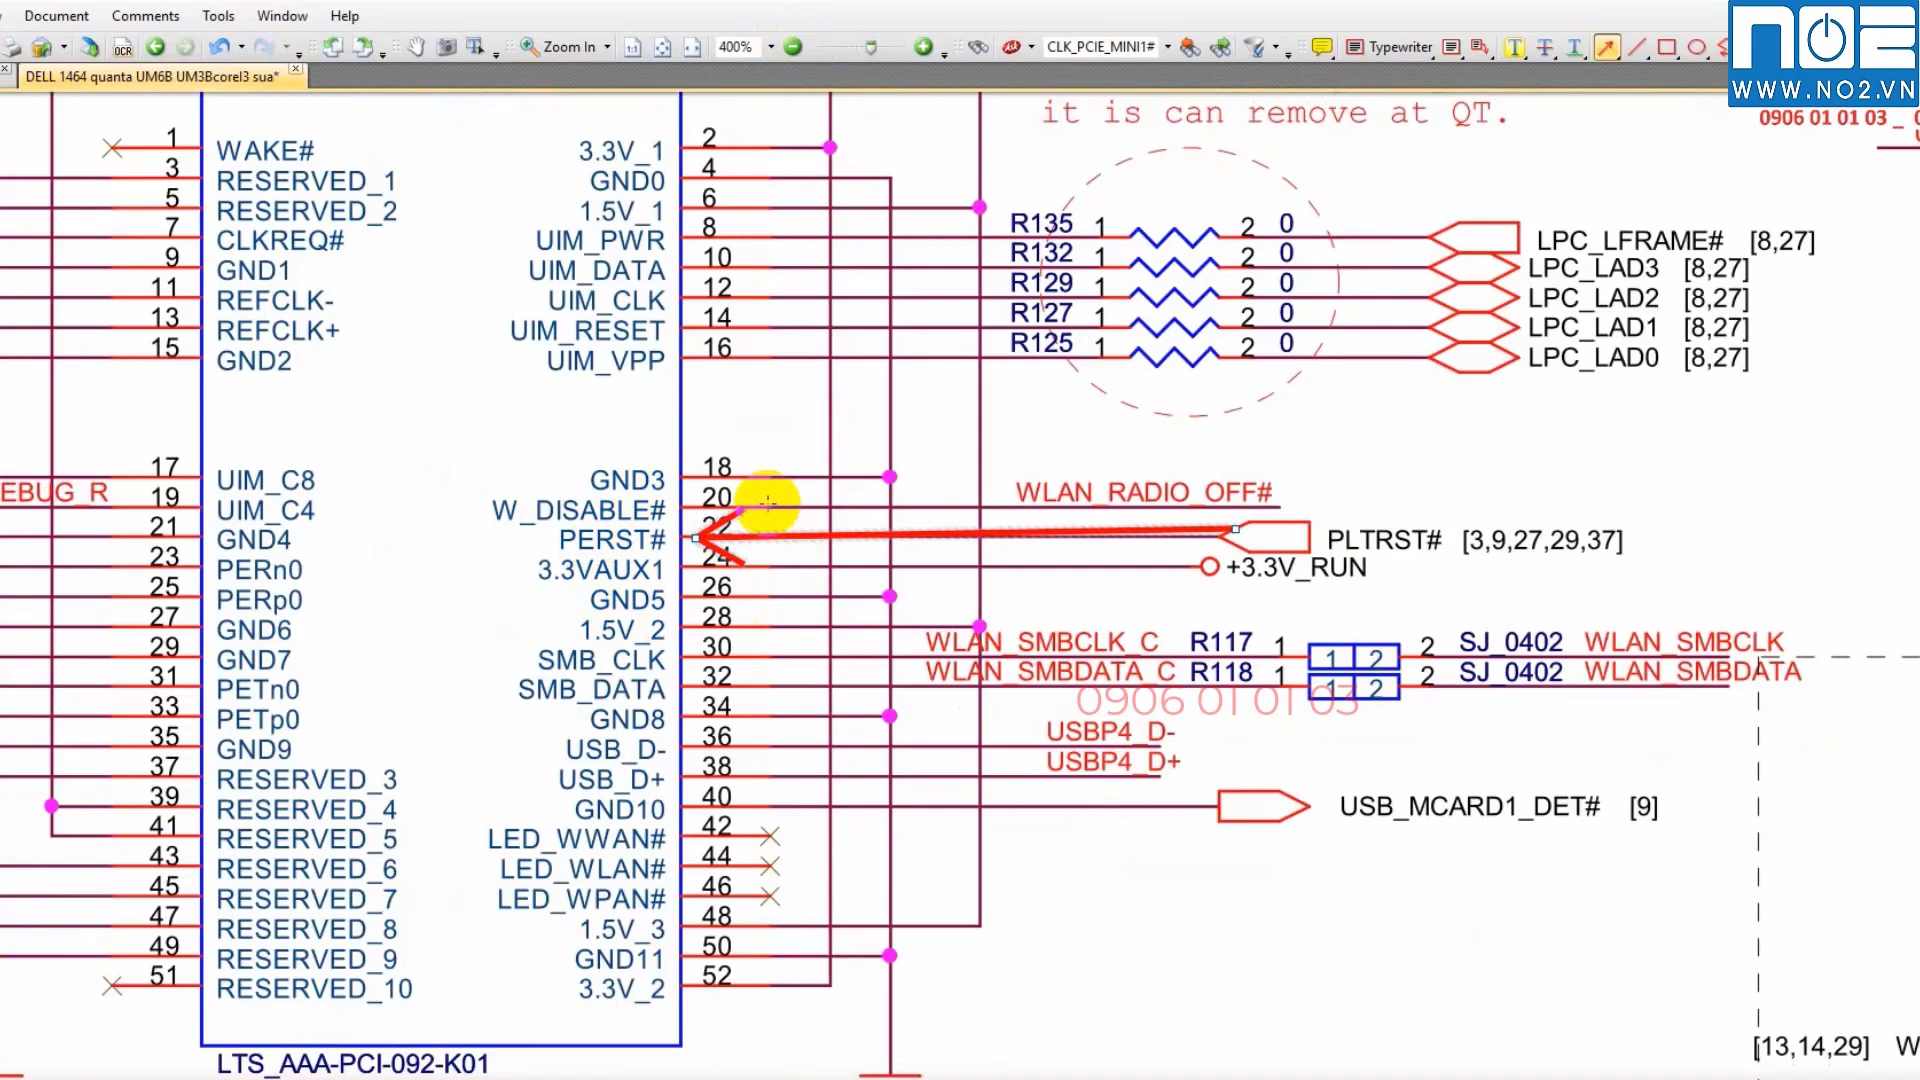 Document Comments Tools Window Help
OCR Zoom In 400% CLK_PCIE_MINI1# Typewriter
DELL 1464 quanta UM6B UM3Bcorel3 sua*
NO2
WWW.NO2.VN
0906 01 01 03 _
it is can remove at QT.
1 WAKE# 3.3V_1 2
3 RESERVED_1 GND0 4
5 RESERVED_2 1.5V_1 6
7 CLKREQ# UIM_PWR 8 R135 1 2 0 LPC_LFRAME# [8,27]
9 GND1 UIM_DATA 10 R132 1 2 0 LPC_LAD3 [8,27]
11 REFCLK- UIM_CLK 12 R129 1 2 0 LPC_LAD2 [8,27]
13 REFCLK+ UIM_RESET 14 R127 1 2 0 LPC_LAD1 [8,27]
15 GND2 UIM_VPP 16 R125 1 2 0 LPC_LAD0 [8,27]
17 UIM_C8 GND3 18
EBUG_R 19 UIM_C4 W_DISABLE# 20 WLAN_RADIO_OFF#
21 GND4 PERST# 22 PLTRST# [3,9,27,29,37]
23 PERn0 3.3VAUX1 24 +3.3V_RUN
25 PERp0 GND5 26
27 GND6 1.5V_2 28
29 GND7 SMB_CLK 30 WLAN_SMBCLK_C R117 1 1 2 2 SJ_0402 WLAN_SMBCLK
31 PETn0 SMB_DATA 32 WLAN_SMBDATA_C R118 1 1 2 2 SJ_0402 WLAN_SMBDATA
0906 01 01 03
33 PETp0 GND8 34
35 GND9 USB_D- 36 USBP4_D-
37 RESERVED_3 USB_D+ 38 USBP4_D+
39 RESERVED_4 GND10 40 USB_MCARD1_DET# [9]
41 RESERVED_5 LED_WWAN# 42
43 RESERVED_6 LED_WLAN# 44
45 RESERVED_7 LED_WPAN# 46
47 RESERVED_8 1.5V_3 48
49 RESERVED_9 GND11 50
51 RESERVED_10 3.3V_2 52
LTS_AAA-PCI-092-K01
[13,14,29] W